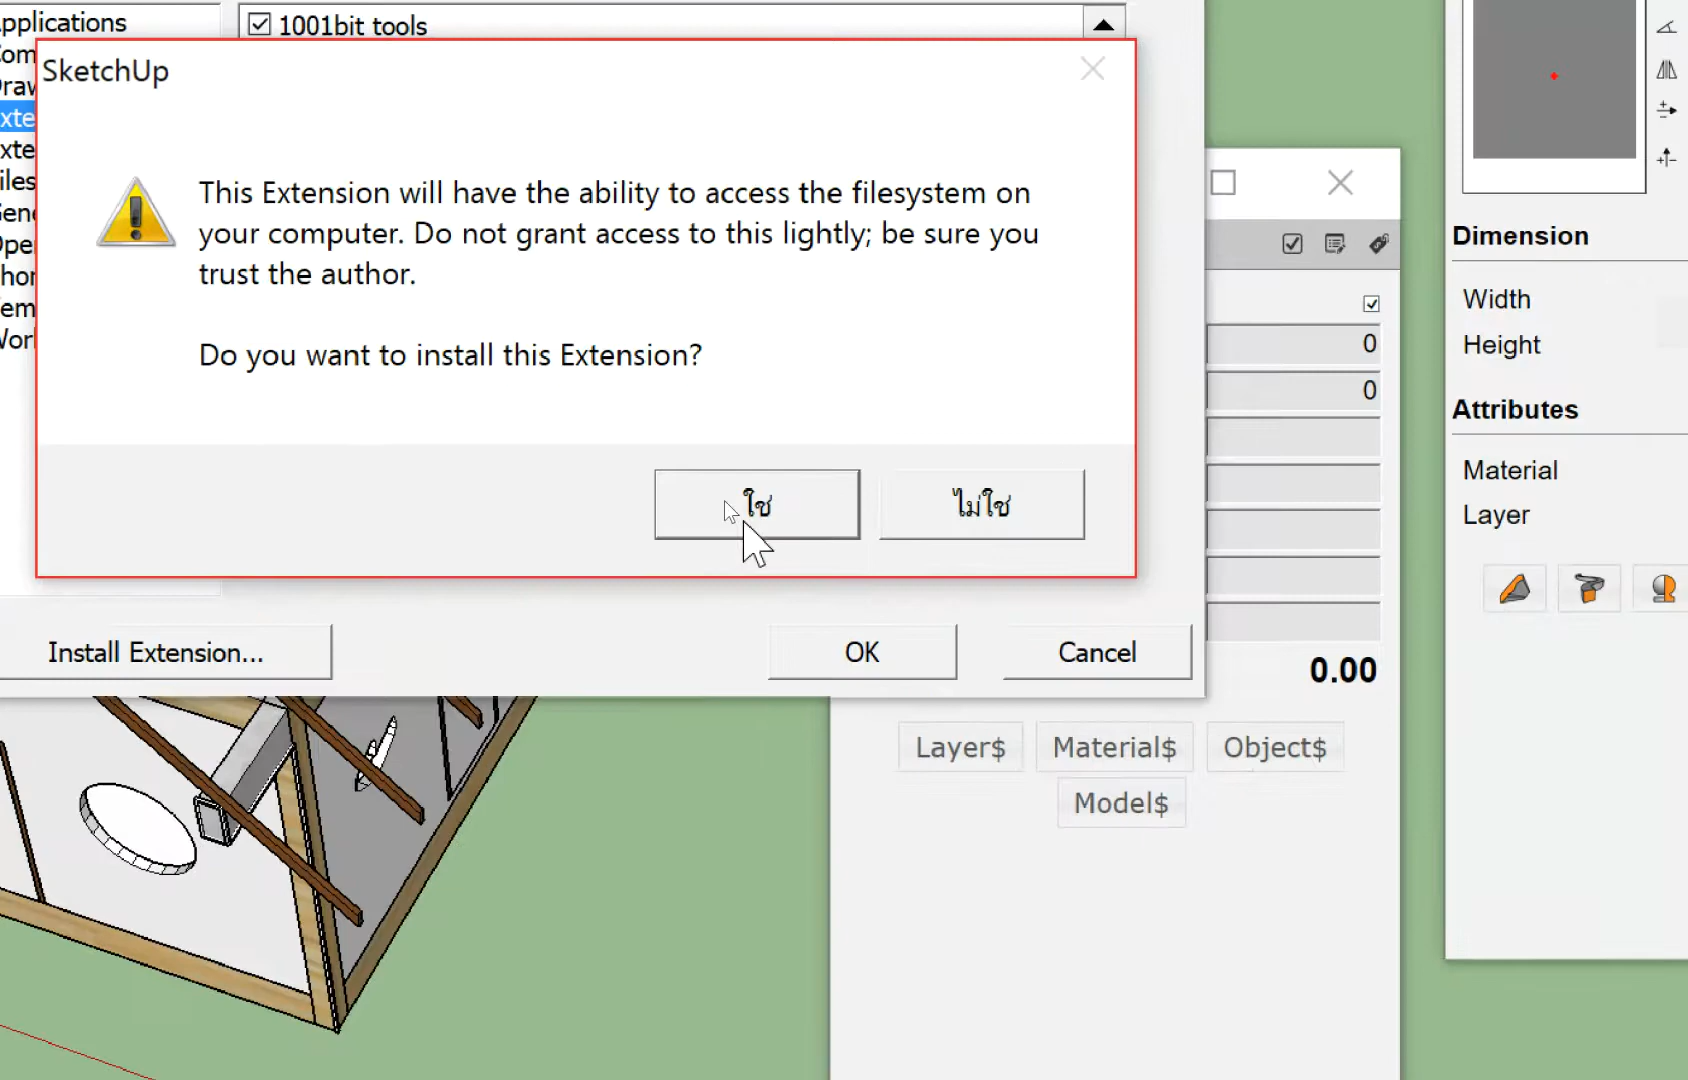 pplications
1001bit tools
SketchUp
This Extension will have the ability to access the filesystem on
your computer. Do not grant access to this lightly; be sure you
trust the author.
Do you want to install this Extension?
ใช่
ไม่ใช่
Install Extension...
OK
Cancel
0
0
0.00
Layer$
Material$
Object$
Model$
Dimension
Width
Height
Attributes
Material
Layer